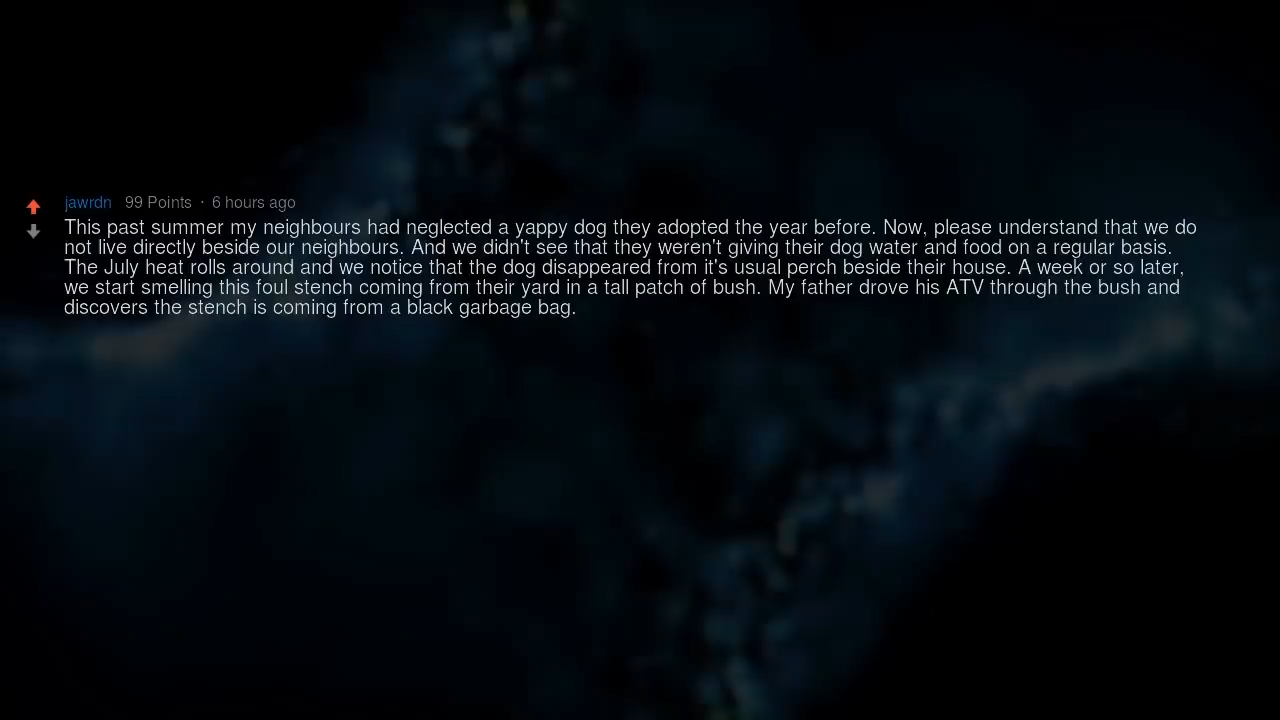 jawrdn 99 Points · 6 hours ago
This past summer my neighbours had neglected a yappy dog they adopted the year before. Now, please understand that we do
not live directly beside our neighbours. And we didn't see that they weren't giving their dog water and food on a regular basis.
The July heat rolls around and we notice that the dog disappeared from it's usual perch beside their house. A week or so later,
we start smelling this foul stench coming from their yard in a tall patch of bush. My father drove his ATV through the bush and
discovers the stench is coming from a black garbage bag.